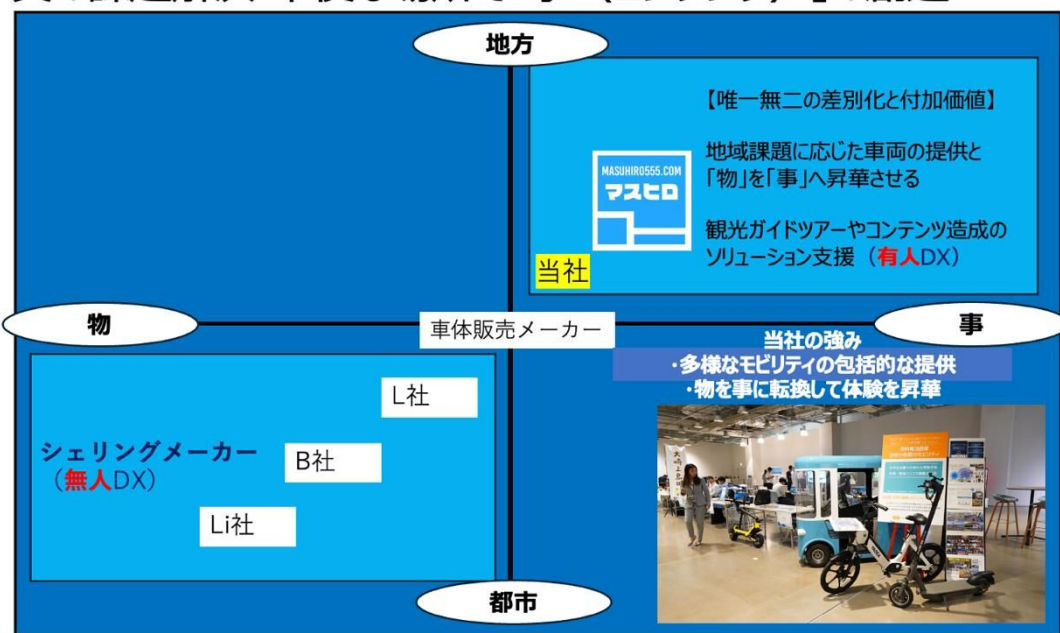 地方
【唯一無二の差別化と付加価値】
地域課題に応じた車両の提供と
「物」を「事」へ昇華させる
観光ガイドツアーやコンテンツ造成の
ソリューション支援（有人DX）
MASUHIRO555.COM
マスヒロ
当社
物
車体販売メーカー
事
当社の強み
・多様なモビリティの包括的な提供
・物を事に転換して体験を昇華
L社
シェリングメーカー
（無人DX）
B社
Li社
都市